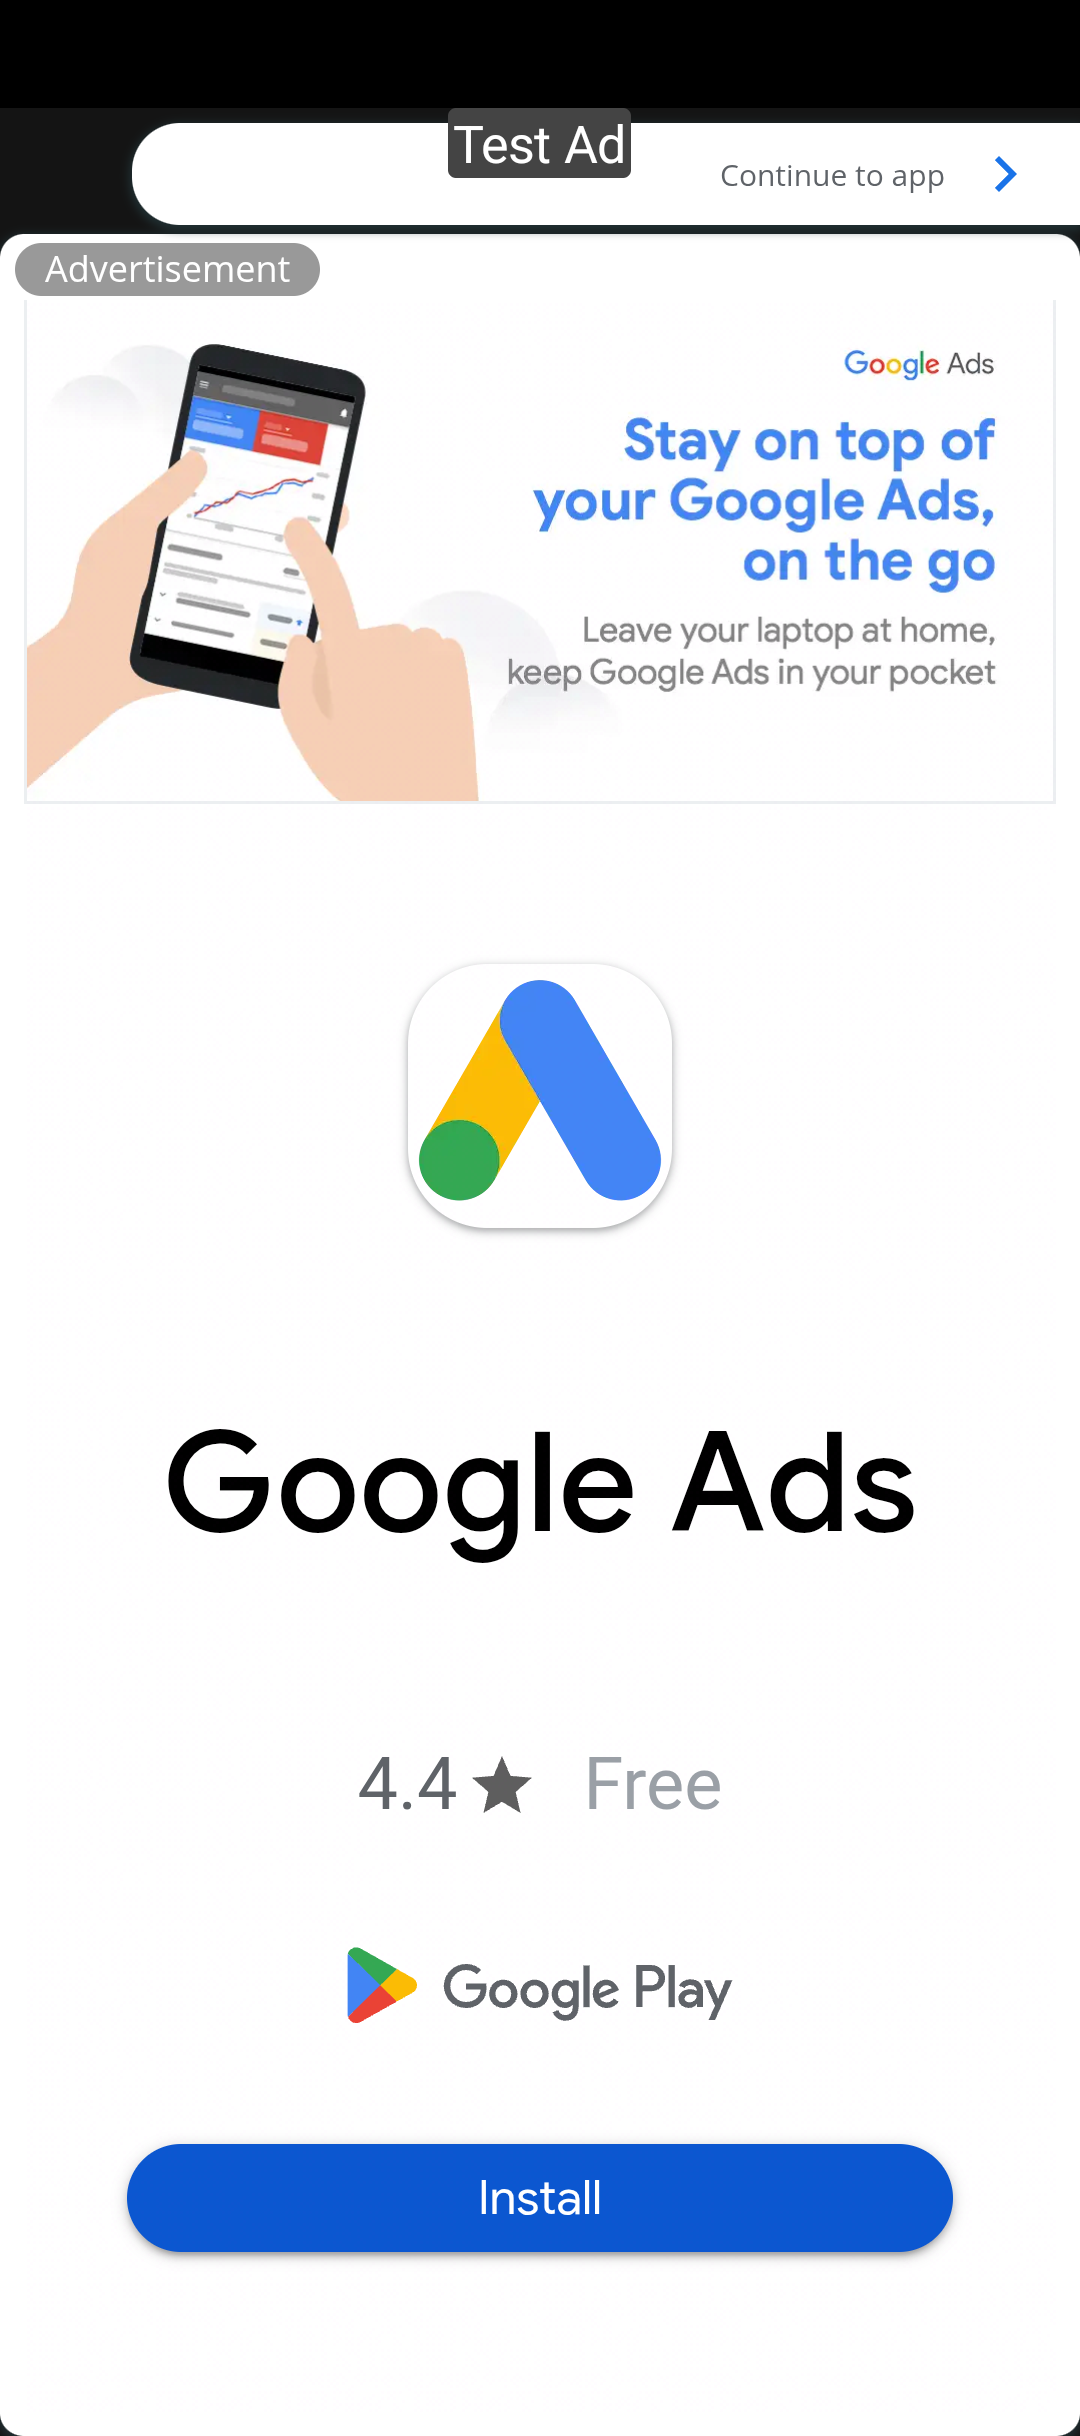 Test Ad
Continue to app
Advertisement
Google Ads
Stay on top of
your Google Ads,
on the go
Leave your laptop at home,
keep Google Ads in your pocket
Google Ads
4.4 ★ Free
Google Play
Install